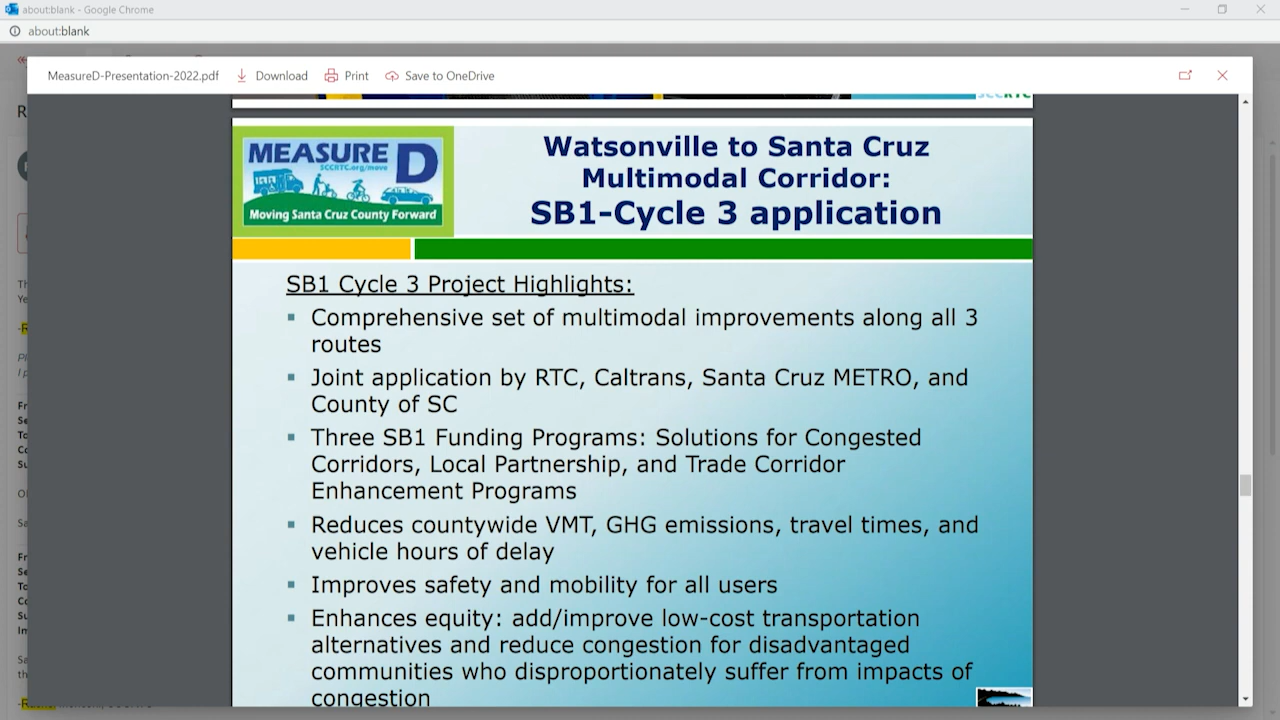 about:blank - Google Chrome
about:blank
MeasureD-Presentation-2022.pdf Download Print Save to OneDrive
SCCRTC
MEASURE D
SCCRTC.org/move
Moving Santa Cruz County Forward
Watsonville to Santa Cruz
Multimodal Corridor:
SB1-Cycle 3 application
SB1 Cycle 3 Project Highlights:
▪ Comprehensive set of multimodal improvements along all 3
routes
▪ Joint application by RTC, Caltrans, Santa Cruz METRO, and
County of SC
▪ Three SB1 Funding Programs: Solutions for Congested
Corridors, Local Partnership, and Trade Corridor
Enhancement Programs
▪ Reduces countywide VMT, GHG emissions, travel times, and
vehicle hours of delay
▪ Improves safety and mobility for all users
▪ Enhances equity: add/improve low-cost transportation
alternatives and reduce congestion for disadvantaged
communities who disproportionately suffer from impacts of
congestion